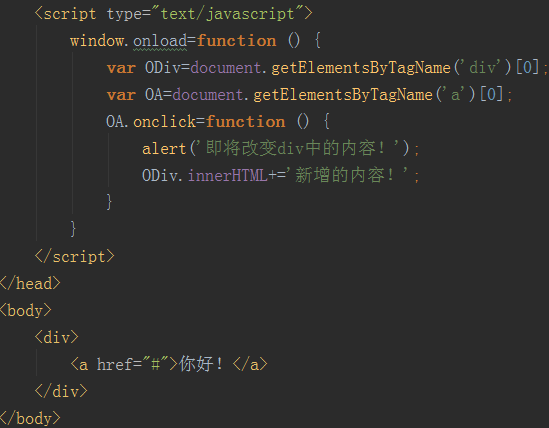 <script type="text/javascript">
window.onload=function () {
var ODiv=document.getElementsByTagName('div')[0];
var OA=document.getElementsByTagName('a')[0];
OA.onclick=function () {
alert('即将改变div中的内容！');
ODiv.innerHTML+='新增的内容！';
}
}
</script>
</head>
<body>
<div>
<a href="#">你好！</a>
</div>
</body>